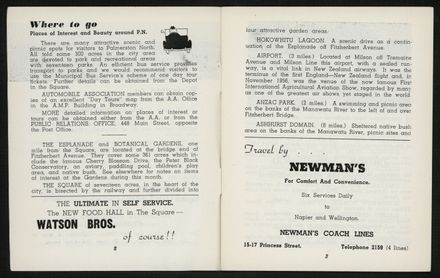 Where to go
Places of Interest and Beauty around P.N.
There are many attractive scenic and
picnic spots for visitors to Palmerston North.
All told some 500 acres in the city area
are devoted to park and recreational areas
with seventeen parks. An efficient bus service provides
transport to parks and we would recommend visitors to
use the Municipal Bus Service's scheme of one day tour
tickets. Further details can be obtained from the Depot
in the Square.
AUTOMOBILE ASSOCIATION members can obtain cop-
ies of an excellent "Day Tours" map from the A.A. Office
in the A.M.P. Building in Broadway.
MORE detailed information on places of interest or
tours can be obtained either from the A.A. or from the
PUBLIC RELATIONS OFFICE, 448 Main Street, opposite
the Post Office.
THE ESPLANADE and BOTANICAL GARDENS, one
mile from the Square, are located at the bridge end of
Fitzherbert Avenue. They cover some 361 acres which in-
clude the famous Cherry Blossom Drive, the Peter Black
Conservatory, an aviary, paddling pool, children's play
area, and native bush. See elsewhere for notes on items
of interest at the Gardens during the month.
THE SQUARE of seventeen acres, in the heart of the
city, is bisected by the railway and further divided into
THE ULTIMATE IN SELF SERVICE.
The NEW FOOD HALL in The Square—
WATSON BROS.
of course!!
2
four attractive garden areas.
HOKOWHITU LAGOON. A scenic drive as a contin-
uation of the Esplanade off Fitzherbert Avenue.
AIRPORT. (3 miles.) Located at Milson at Tremaine
Avenue and Milson Line the airport, with a sealed run-
way, is a vital link in New Zealand airways. It was the
terminus of the first England—New Zealand flight and, in
November, 1956, was the venue of the now famous First
International Agricultural Aviation Show, regarded by many
as one of the greatest air shows yet staged in the world.
ANZAC PARK. (2 miles.) A swimming and picnic area
on the banks of the Manawatu River to the left of and over
Fitzherbert Bridge.
ASHHURST DOMAIN. (8 miles.) Sheltered native bush
area on the banks of the Manawatu River, picnic sites and
Travel by . . .
NEWMAN'S
For Comfort And Convenience.
Six Services Daily
to
Napier and Wellington.
NEWMAN'S COACH LINES
15-17 Princess Street. Telephone 2159 (4 lines)
3